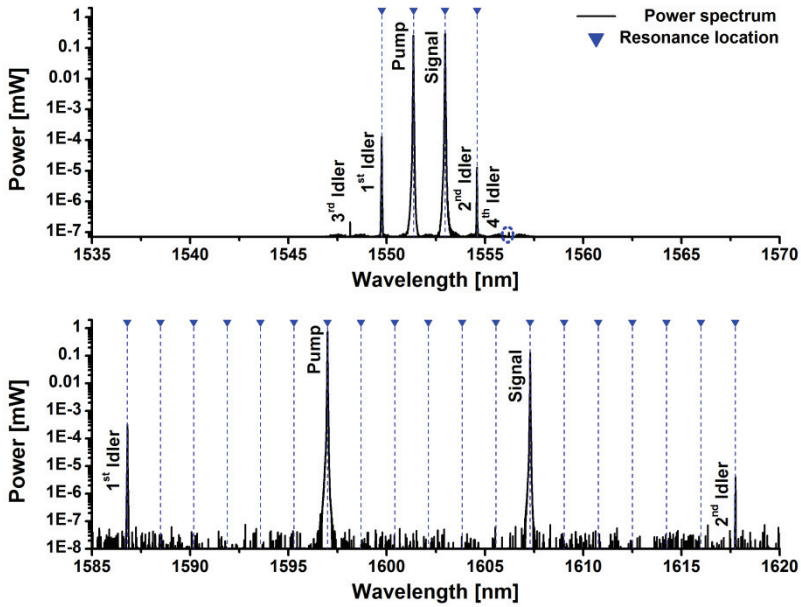 Power spectrum
Resonance location
Power [mW]
1
0.1
0.01
1E-3
1E-4
1E-5
1E-6
1E-7
3rd Idler
1st Idler
Pump
Signal
2nd Idler
4th Idler
1535 1540 1545 1550 1555 1560 1565 1570
Wavelength [nm]
Power [mW]
1
0.1
0.01
1E-3
1E-4
1E-5
1E-6
1E-7
1E-8
1st Idler
Pump
Signal
2nd Idler
1585 1590 1595 1600 1605 1610 1615 1620
Wavelength [nm]